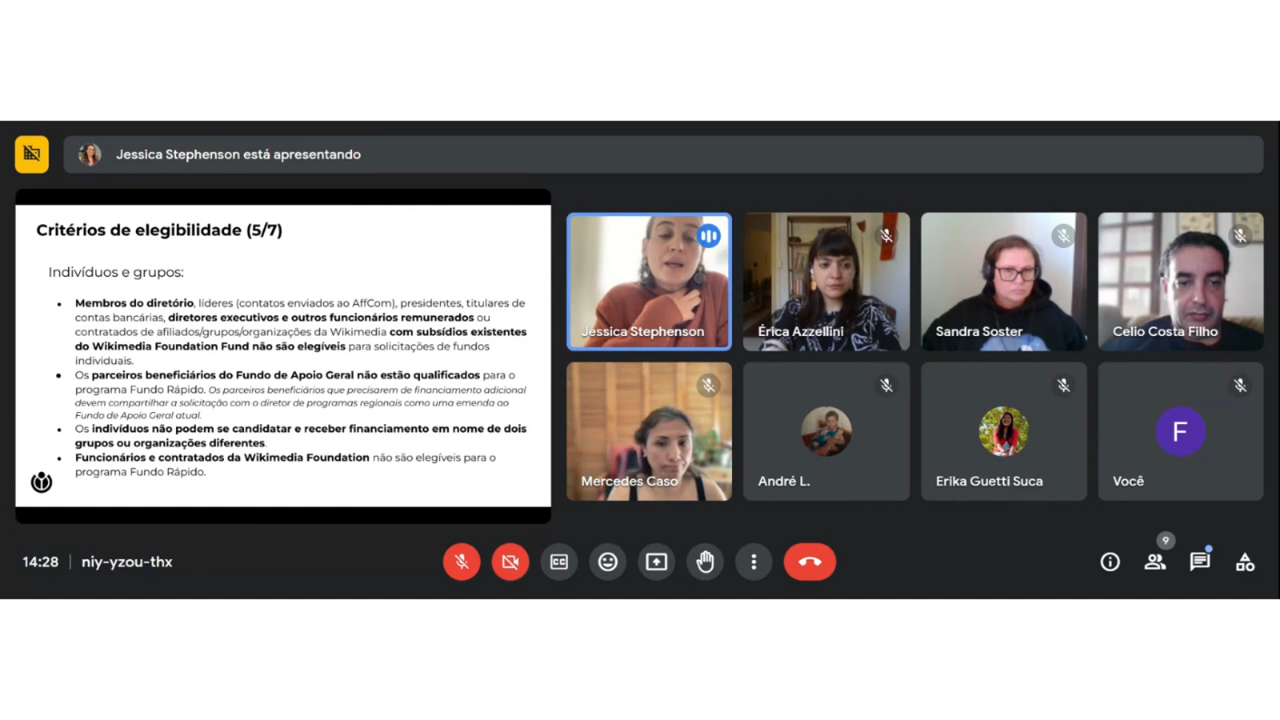 Jessica Stephenson está apresentando
Critérios de elegibilidade (5/7)
Indivíduos e grupos:
• Membros do diretório, líderes (contatos enviados ao AffCom), presidentes, titulares de
contas bancárias, diretores executivos e outros funcionários remunerados ou
contratados de afiliados/grupos/organizações da Wikimedia com subsídios existentes
do Wikimedia Foundation Fund não são elegíveis para solicitações de fundos
individuais.
• Os parceiros beneficiários do Fundo de Apoio Geral não estão qualificados para o
programa Fundo Rápido. Os parceiros beneficiários que precisarem de financiamento adicional
devem compartilhar a solicitação com o diretor de programas regionais como uma emenda ao
Fundo de Apoio Geral atual.
• Os indivíduos não podem se candidatar e receber financiamento em nome de dois
grupos ou organizações diferentes.
• Funcionários e contratados da Wikimedia Foundation não são elegíveis para o
programa Fundo Rápido.
Jessica Stephenson
Érica Azzellini
Sandra Soster
Celio Costa Filho
Mercedes Caso
André L.
Erika Guetti Suca
F
Você
14:28 | niy-yzou-thx
CC
9